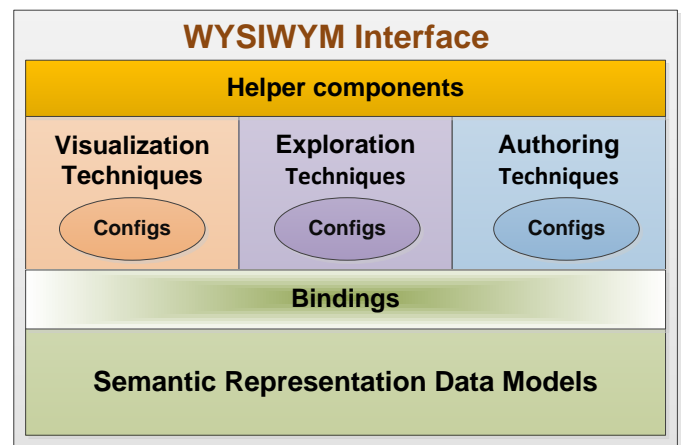 WYSIWYM Interface
Helper components
Visualization
Techniques
Configs
Exploration
Techniques
Configs
Authoring
Techniques
Configs
Bindings
Semantic Representation Data Models